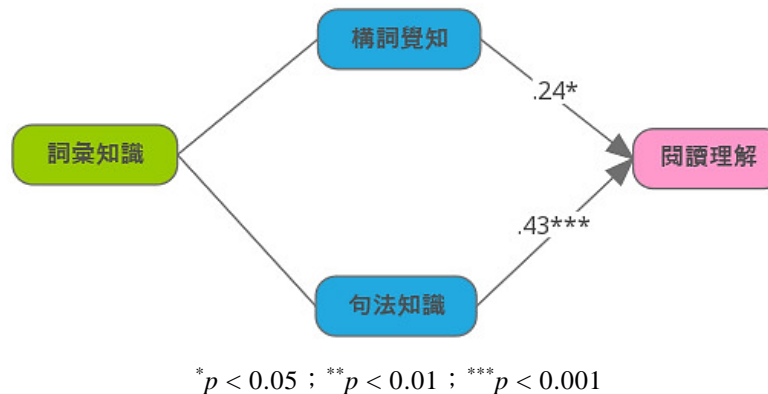 構詞覺知
.24*
詞彙知識
閱讀理解
.43***
句法知識
*p < 0.05；**p < 0.01；***p < 0.001